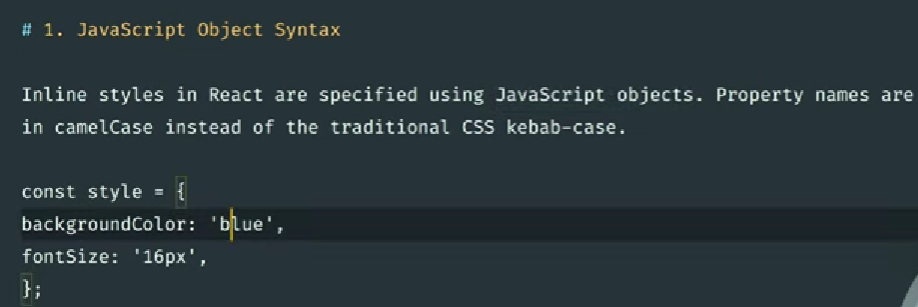 # 1. JavaScript Object Syntax
Inline styles in React are specified using JavaScript objects. Property names are
in camelCase instead of the traditional CSS kebab-case.
const style = {
backgroundColor: 'blue',
fontSize: '16px',
};